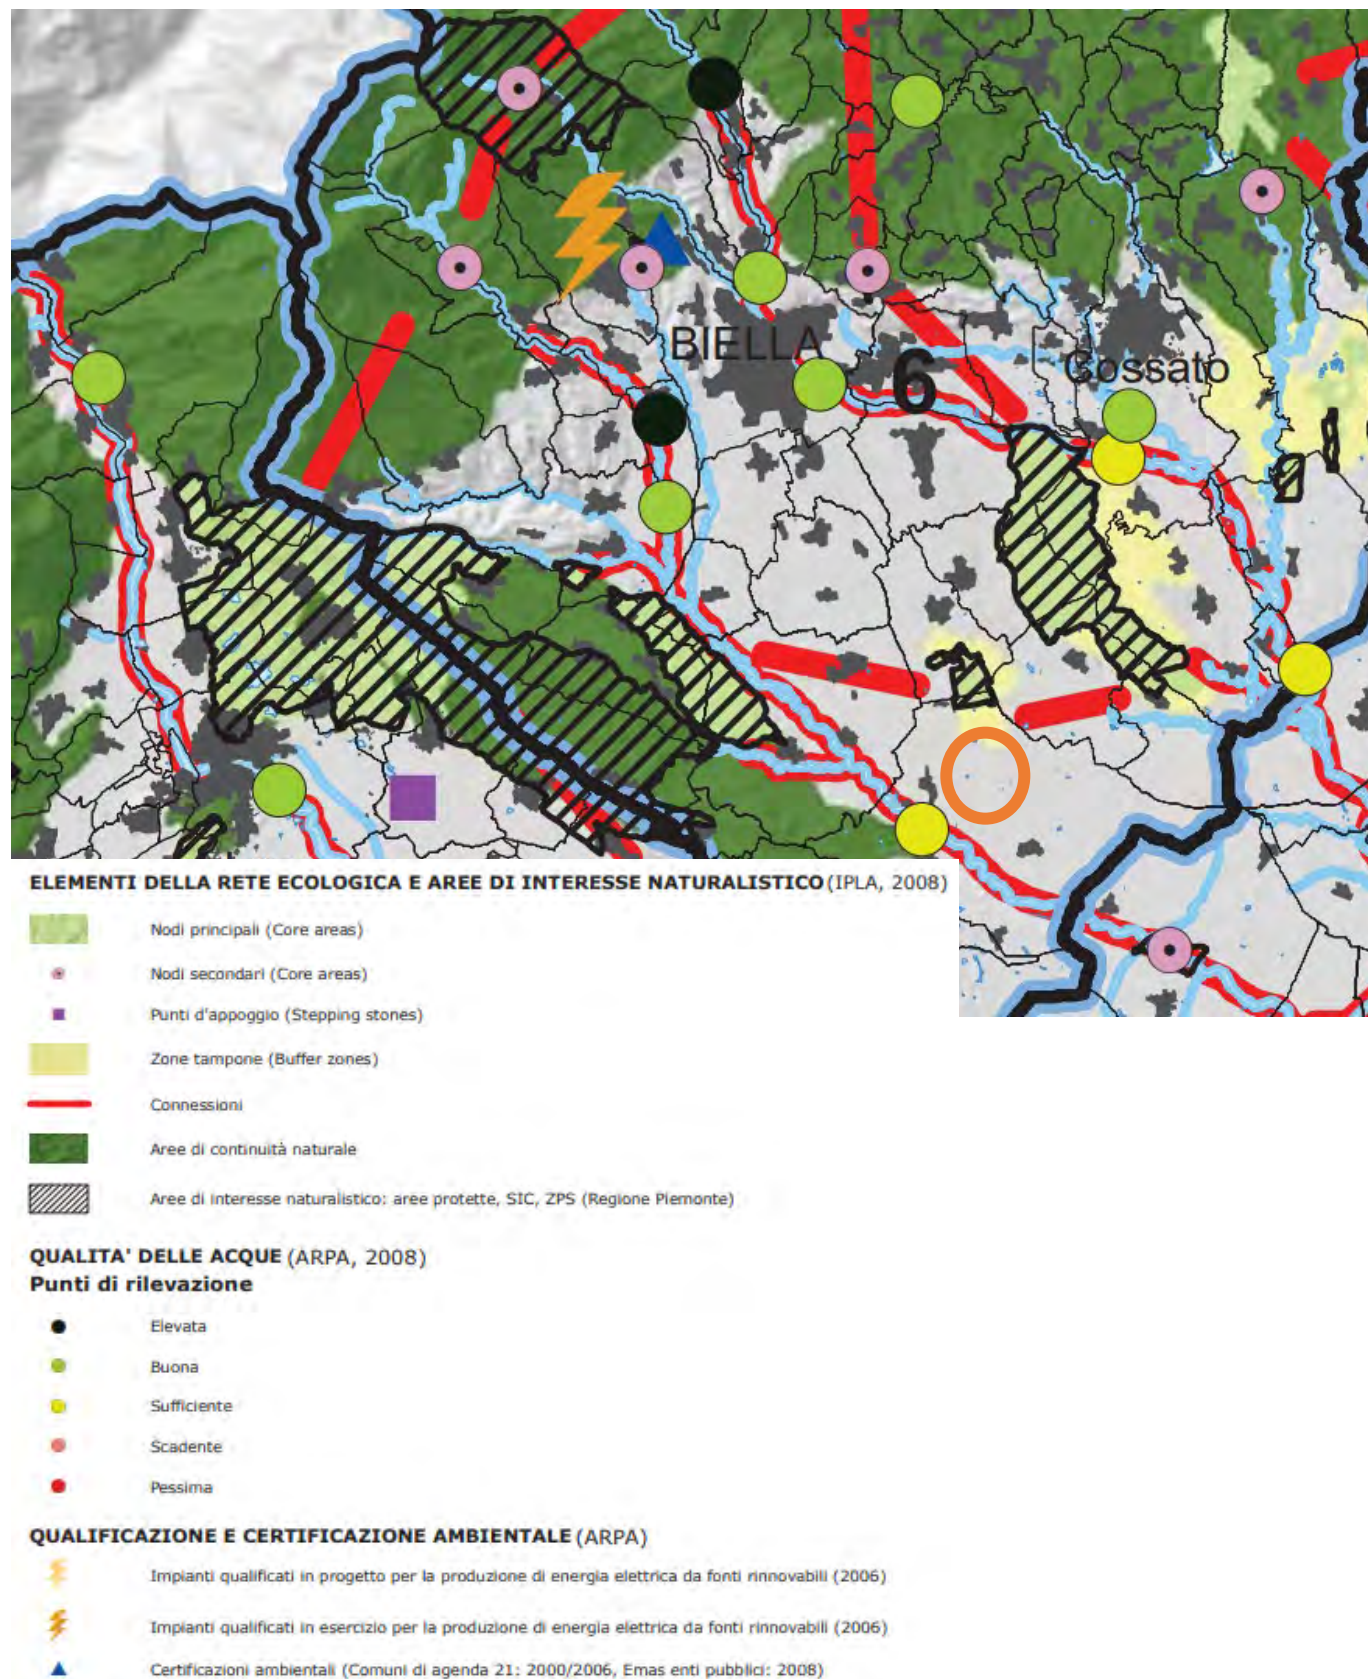 BIELLA
6
Cossato
ELEMENTI DELLA RETE ECOLOGICA E AREE DI INTERESSE NATURALISTICO (IPLA, 2008)
Nodi principali (Core areas)
Nodi secondari (Core areas)
Punti d'appoggio (Stepping stones)
Zone tampone (Buffer zones)
Connessioni
Aree di continuità naturale
Aree di interesse naturalistico: aree protette, SIC, ZPS (Regione Piemonte)
QUALITA' DELLE ACQUE (ARPA, 2008)
Punti di rilevazione
Elevata
Buona
Sufficiente
Scadente
Pessima
QUALIFICAZIONE E CERTIFICAZIONE AMBIENTALE (ARPA)
Impianti qualificati in progetto per la produzione di energia elettrica da fonti rinnovabili (2006)
Impianti qualificati in esercizio per la produzione di energia elettrica da fonti rinnovabili (2006)
Certificazioni ambientali (Comuni di agenda 21: 2000/2006, Emas enti pubblici: 2008)